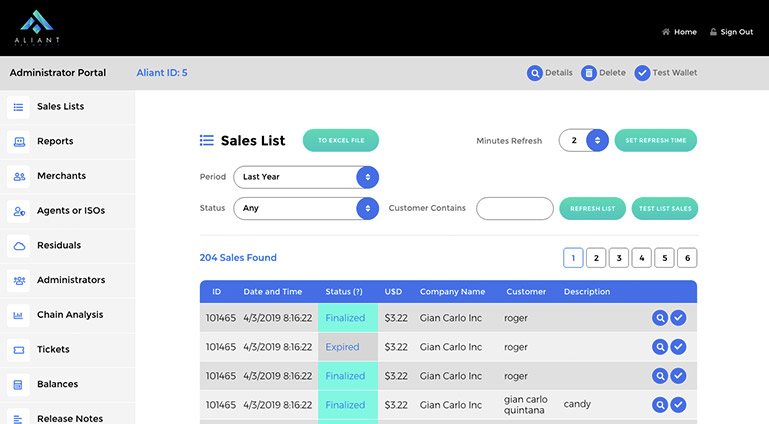 ALIANT
Home
Sign Out
Administrator Portal
Aliant ID: 5
Details
Delete
Test Wallet
Sales Lists
Reports
Merchants
Agents or ISOs
Residuals
Administrators
Chain Analysis
Tickets
Balances
Release Notes
Sales List
TO EXCEL FILE
Minutes Refresh
2
SET REFRESH TIME
Period
Last Year
Status
Any
Customer Contains
REFRESH LIST
TEST LIST SALES
204 Sales Found
1 2 3 4 5 6
ID Date and Time Status (?) U$D Company Name Customer Description
101465 4/3/2019 8:16:22 Finalized $3.22 Gian Carlo Inc roger
101465 4/3/2019 8:16:22 Expired $3.22 Gian Carlo Inc roger
101465 4/3/2019 8:16:22 Finalized $3.22 Gian Carlo Inc roger
101465 4/3/2019 8:16:22 Finalized $3.22 Gian Carlo Inc gian carlo quintana candy